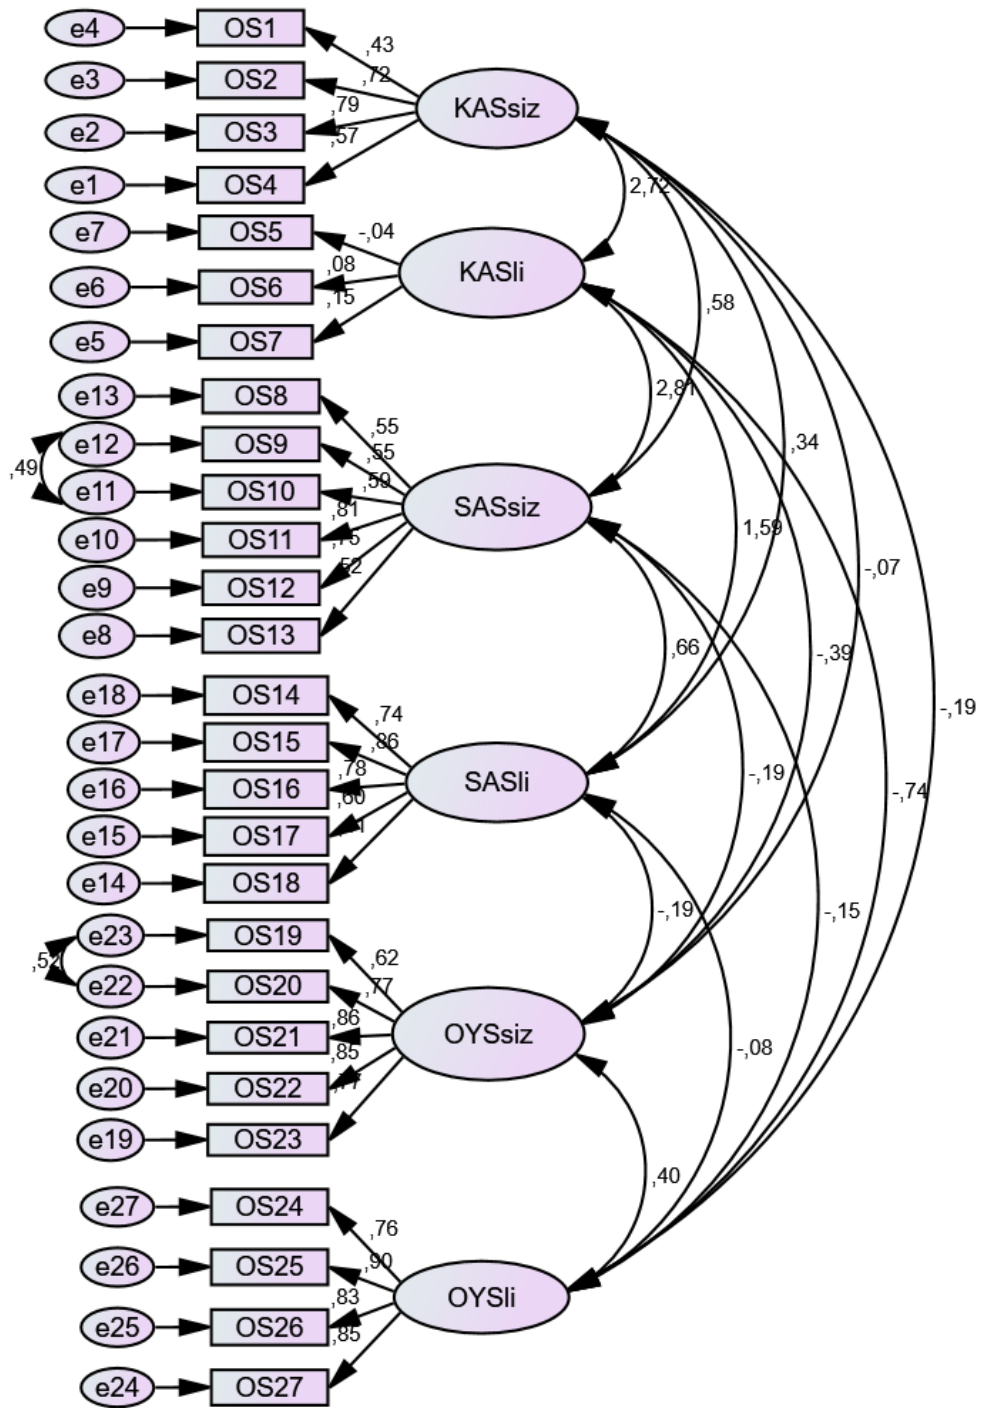 e4 OS1
,43
e3 OS2
,72
KASsiz
,79
e2 OS3
,57
e1 OS4
2,72
e7 OS5
-,04
,08
KASli
e6 OS6
,15
,58
e5 OS7
e13 OS8
2,81
,55
e12 OS9
,55
,34
,49
,59
e11 OS10
SASsiz
,81
1,59
e10 OS11
,75
-,07
e9 OS12
,52
e8 OS13
,66
-,39
e18 OS14
-,19
,74
e17 OS15
,86
,78
-,19
SASli
e16 OS16
-,74
,60
e15 OS17
e14 OS18
-,19
-,15
e23 OS19
,62
,52
e22 OS20
,77
,86
OYSsiz
e21 OS21
-,08
,85
e20 OS22
,77
e19 OS23
,40
e27 OS24
,76
e26 OS25
,90
,83
OYSli
e25 OS26
,85
e24 OS27